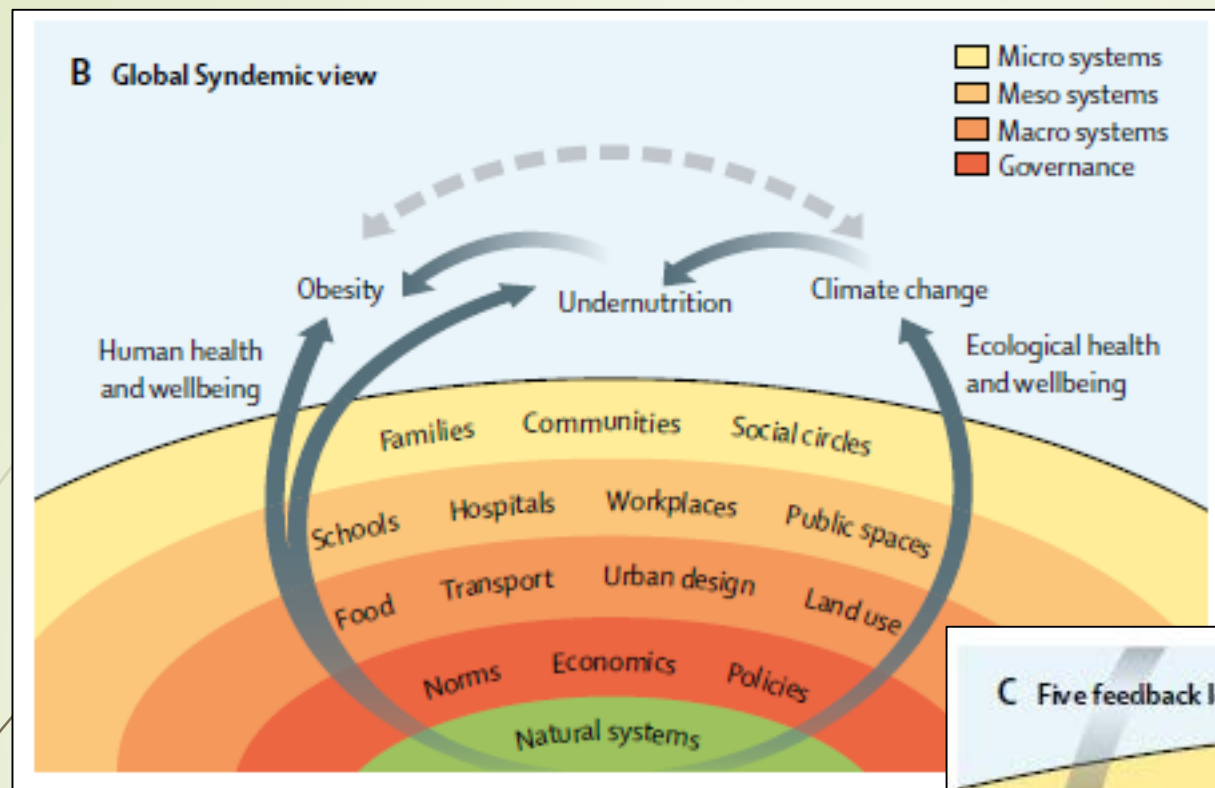 B Global Syndemic view
Micro systems
Meso systems
Macro systems
Governance
Obesity
Undernutrition
Climate change
Human health
and wellbeing
Ecological health
and wellbeing
Families Communities Social circles
Schools Hospitals Workplaces Public spaces
Food Transport Urban design Land use
Norms Economics Policies
Natural systems
C Five feedback